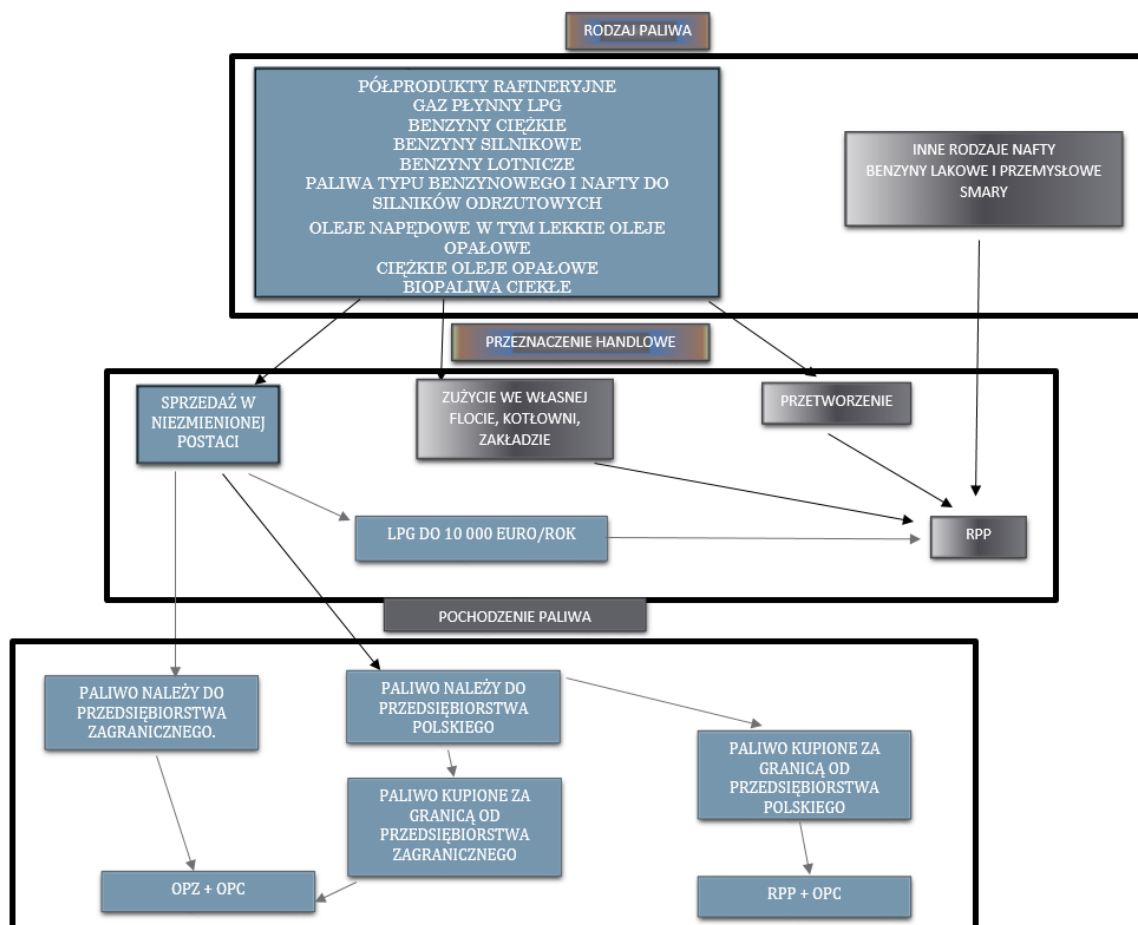 RODZAJ PALIWA
PÓŁPRODUKTY RAFINERYJNE
GAZ PŁYNNY LPG
BENZYNY CIĘŻKIE
BENZYNY SILNIKOWE
BENZYNY LOTNICZE
PALIWA TYPU BENZYNOWEGO I NAFTY DO
SILNIKÓW ODRZUTOWYCH
OLEJE NAPĘDOWE W TYM LEKKIE OLEJE
OPAŁOWE
CIĘŻKIE OLEJE OPAŁOWE
BIOPALIWA CIEKŁE
INNE RODZAJE NAFTY
BENZYNY LAKOWE I PRZEMYSŁOWE
SMARY
PRZEZNACZENIE HANDLOWE
SPRZEDAŻ W
NIEZMIENIONEJ
POSTACI
ZUŻYCIE WE WŁASNEJ
FLOCIE, KOTŁOWNI,
ZAKŁADZIE
PRZETWORZENIE
LPG DO 10 000 EURO/ROK
RPP
POCHODZENIE PALIWA
PALIWO NALEŻY DO
PRZEDSIĘBIORSTWA
ZAGRANICZNEGO.
PALIWO NALEŻY DO
PRZEDSIĘBIORSTWA
POLSKIEGO
PALIWO KUPIONE ZA
GRANICĄ OD
PRZEDSIĘBIORSTWA
POLSKIEGO
PALIWO KUPIONE ZA
GRANICĄ OD
PRZEDSIĘBIORSTWA
ZAGRANICZNEGO
OPZ + OPC
RPP + OPC